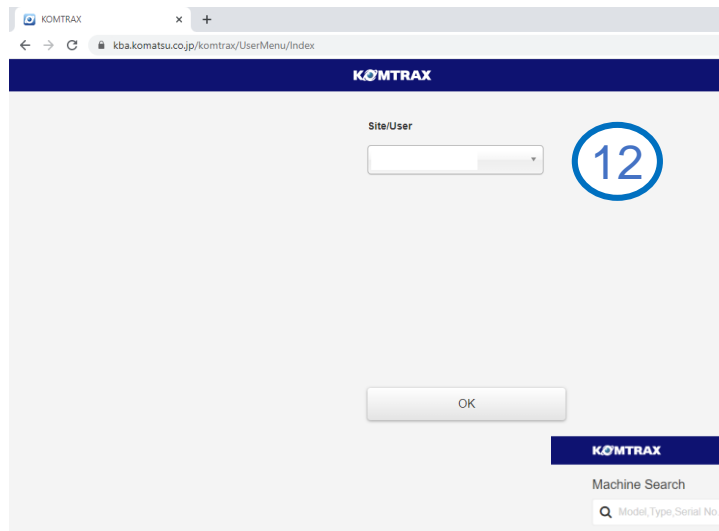 KOMTRAX
kba.komatsu.co.jp/komtrax/UserMenu/Index
KOMTRAX
Site/User
12
OK
KOMTRAX
Machine Search
Model,Type,Serial No